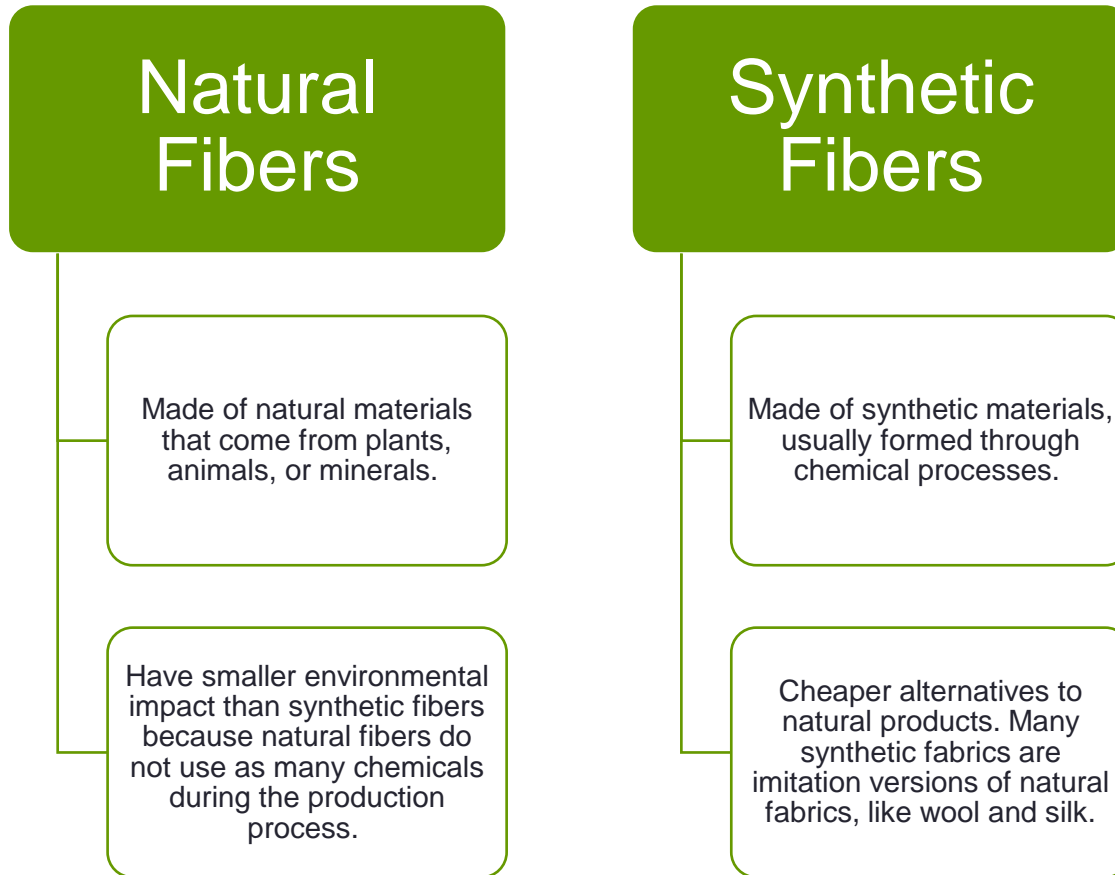 Natural
Fibers
Made of natural materials
that come from plants,
animals, or minerals.
Have smaller environmental
impact than synthetic fibers
because natural fibers do
not use as many chemicals
during the production
process.
Synthetic
Fibers
Made of synthetic materials,
usually formed through
chemical processes.
Cheaper alternatives to
natural products. Many
synthetic fabrics are
imitation versions of natural
fabrics, like wool and silk.